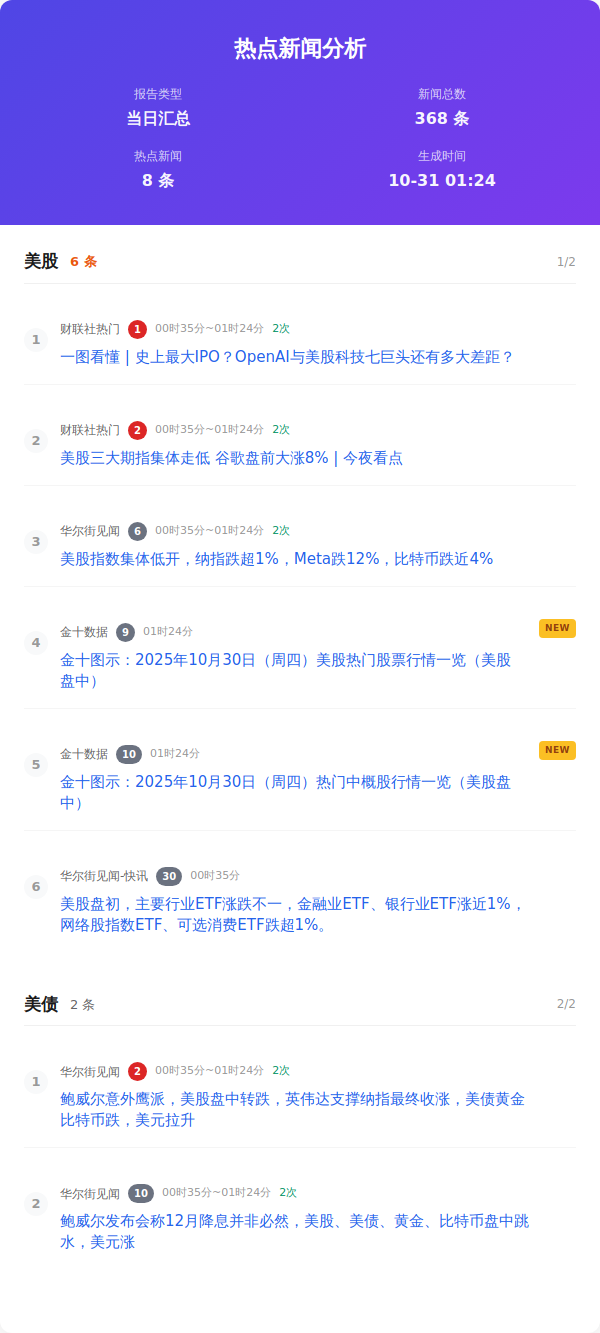 热点新闻分析
报告类型
新闻总数
当日汇总
368 条
热点新闻
生成时间
8 条
10-31 01:24
美股 6 条 1/2
1
财联社热门 1 00时35分~01时24分 2次
一图看懂 | 史上最大IPO？OpenAI与美股科技七巨头还有多大差距？
2
财联社热门 2 00时35分~01时24分 2次
美股三大期指集体走低 谷歌盘前大涨8% | 今夜看点
3
华尔街见闻 6 00时35分~01时24分 2次
美股指数集体低开，纳指跌超1%，Meta跌12%，比特币跌近4%
4
金十数据 9 01时24分 NEW
金十图示：2025年10月30日（周四）美股热门股票行情一览（美股
盘中）
5
金十数据 10 01时24分 NEW
金十图示：2025年10月30日（周四）热门中概股行情一览（美股盘
中）
6
华尔街见闻-快讯 30 00时35分
美股盘初，主要行业ETF涨跌不一，金融业ETF、银行业ETF涨近1%，
网络股指数ETF、可选消费ETF跌超1%。
美债 2 条 2/2
1
华尔街见闻 2 00时35分~01时24分 2次
鲍威尔意外鹰派，美股盘中转跌，英伟达支撑纳指最终收涨，美债黄金
比特币跌，美元拉升
2
华尔街见闻 10 00时35分~01时24分 2次
鲍威尔发布会称12月降息并非必然，美股、美债、黄金、比特币盘中跳
水，美元涨